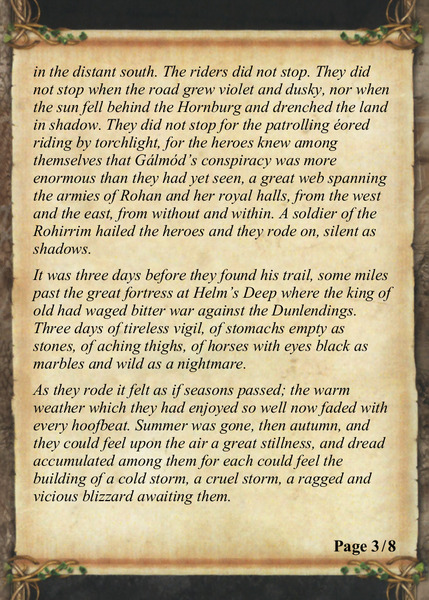 in the distant south. The riders did not stop. They did
not stop when the road grew violet and dusky, nor when
the sun fell behind the Hornburg and drenched the land
in shadow. They did not stop for the patrolling éored
riding by torchlight, for the heroes knew among
themselves that Gálmód's conspiracy was more
enormous than they had yet seen, a great web spanning
the armies of Rohan and her royal halls, from the west
and the east, from without and within. A soldier of the
Rohirrim hailed the heroes and they rode on, silent as
shadows.
It was three days before they found his trail, some miles
past the great fortress at Helm's Deep where the king of
old had waged bitter war against the Dunlendings.
Three days of tireless vigil, of stomachs empty as
stones, of aching thighs, of horses with eyes black as
marbles and wild as a nightmare.
As they rode it felt as if seasons passed; the warm
weather which they had enjoyed so well now faded with
every hoofbeat. Summer was gone, then autumn, and
they could feel upon the air a great stillness, and dread
accumulated among them for each could feel the
building of a cold storm, a cruel storm, a ragged and
vicious blizzard awaiting them.
Page 3/8